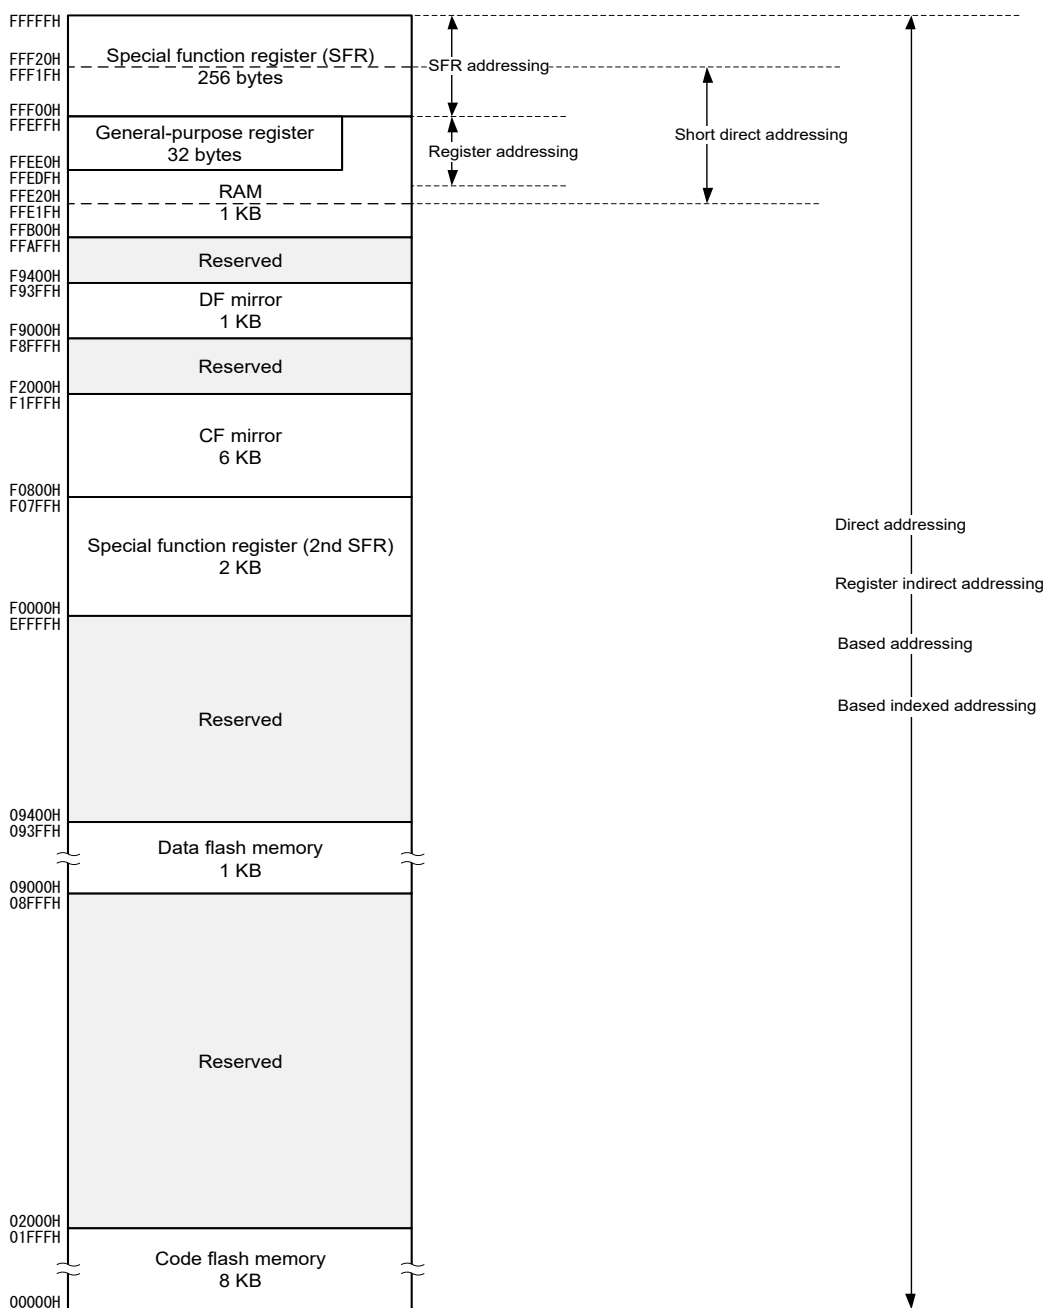 FFFFFH
Special function register (SFR)
256 bytes
FFF20H
FFF1FH
SFR addressing
FFF00H
FFEFFH
General-purpose register
32 bytes
Register addressing
Short direct addressing
FFEE0H
FFEDFH
RAM
1 KB
FFE20H
FFE1FH
FFB00H
FFAFFH
Reserved
F9400H
F93FFH
DF mirror
1 KB
F9000H
F8FFFH
Reserved
F2000H
F1FFFH
CF mirror
6 KB
F0800H
F07FFH
Special function register (2nd SFR)
2 KB
Direct addressing
Register indirect addressing
F0000H
EFFFFH
Based addressing
Based indexed addressing
Reserved
09400H
093FFH
Data flash memory
1 KB
09000H
08FFFH
Reserved
02000H
01FFFH
Code flash memory
8 KB
00000H